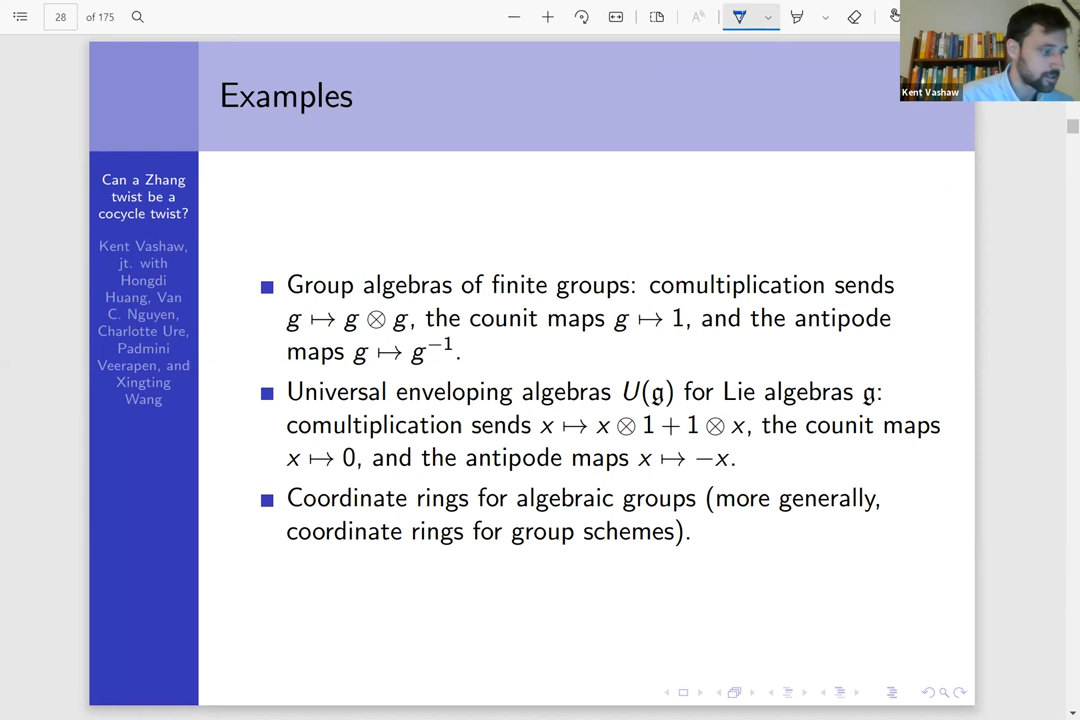 28 of 175
Kent Vashaw
Examples
Can a Zhang
twist be a
cocycle twist?
Kent Vashaw,
jt. with
Hongdi
Huang, Van
C. Nguyen,
Charlotte Ure,
Padmini
Veerapen, and
Xingting
Wang
Group algebras of finite groups: comultiplication sends
g ↦ g ⊗ g, the counit maps g ↦ 1, and the antipode
maps g ↦ g⁻¹.
Universal enveloping algebras U(𝔤) for Lie algebras 𝔤:
comultiplication sends x ↦ x ⊗ 1 + 1 ⊗ x, the counit maps
x ↦ 0, and the antipode maps x ↦ −x.
Coordinate rings for algebraic groups (more generally,
coordinate rings for group schemes).